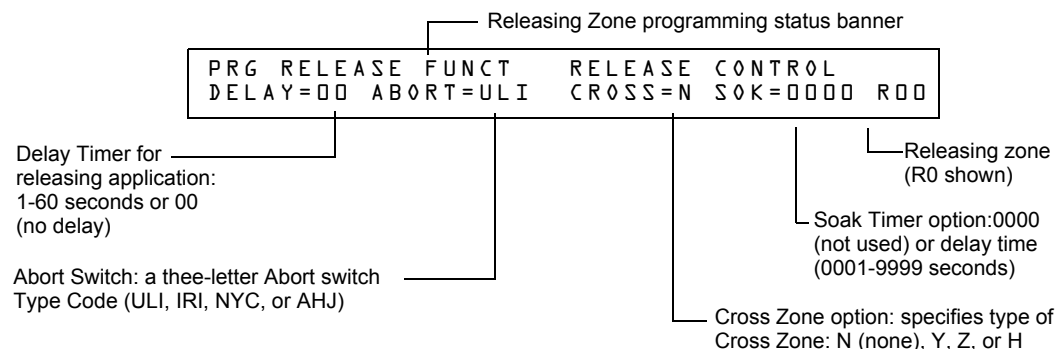 Releasing Zone programming status banner
PRG RELEASE FUNCT RELEASE CONTROL
DELAY=00 ABORT=ULI CROSS=N SOK=0000 R00
Delay Timer for
releasing application:
1-60 seconds or 00
(no delay)
Releasing zone
(R0 shown)
Soak Timer option:0000
(not used) or delay time
(0001-9999 seconds)
Abort Switch: a thee-letter Abort switch
Type Code (ULI, IRI, NYC, or AHJ)
Cross Zone option: specifies type of
Cross Zone: N (none), Y, Z, or H